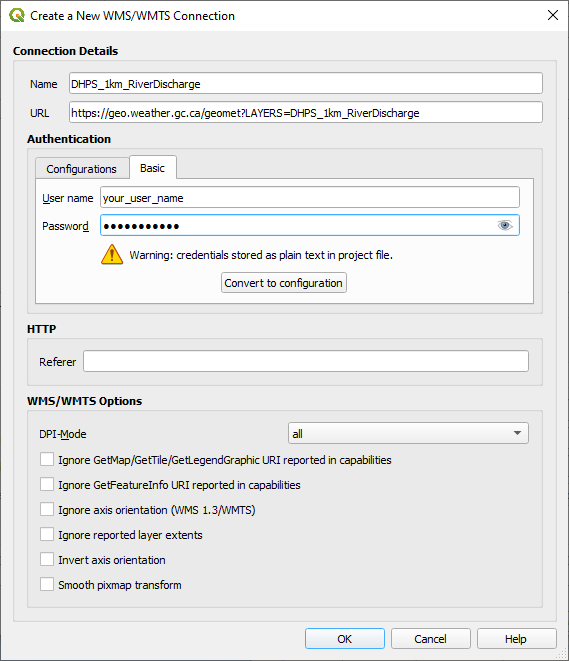 Create a New WMS/WMTS Connection
Connection Details
Name DHPS_1km_RiverDischarge
URL https://geo.weather.gc.ca/geomet?LAYERS=DHPS_1km_RiverDischarge
Authentication
Configurations Basic
User name your_user_name
Password ●●●●●●●●●●●
Warning: credentials stored as plain text in project file.
Convert to configuration
HTTP
Referer
WMS/WMTS Options
DPI-Mode all
Ignore GetMap/GetTile/GetLegendGraphic URI reported in capabilities
Ignore GetFeatureInfo URI reported in capabilities
Ignore axis orientation (WMS 1.3/WMTS)
Ignore reported layer extents
Invert axis orientation
Smooth pixmap transform
OK Cancel Help